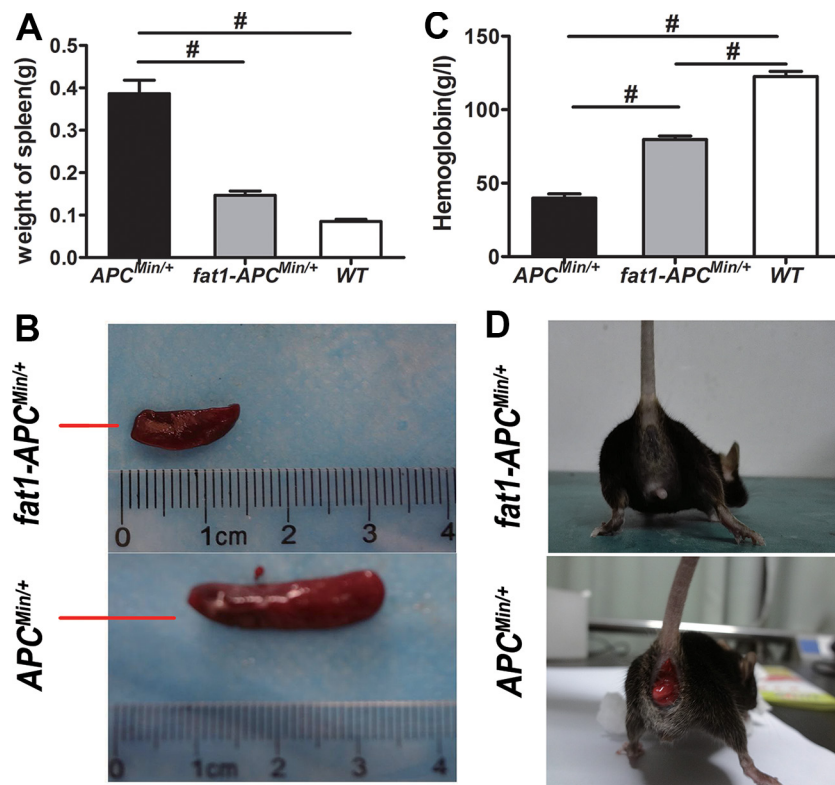 A
weight of spleen(g)
0.5
0.4
0.3
0.2
0.1
0.0
#
#
APC^Min/+
fat1-APC^Min/+
WT
C
Hemoglobin(g/l)
150
100
50
0
#
#
#
APC^Min/+
fat1-APC^Min/+
WT
B
fat1-APC^Min/+
0 1cm 2 3 4
APC^Min/+
0 1cm 2 3 4
D
fat1-APC^Min/+
APC^Min/+